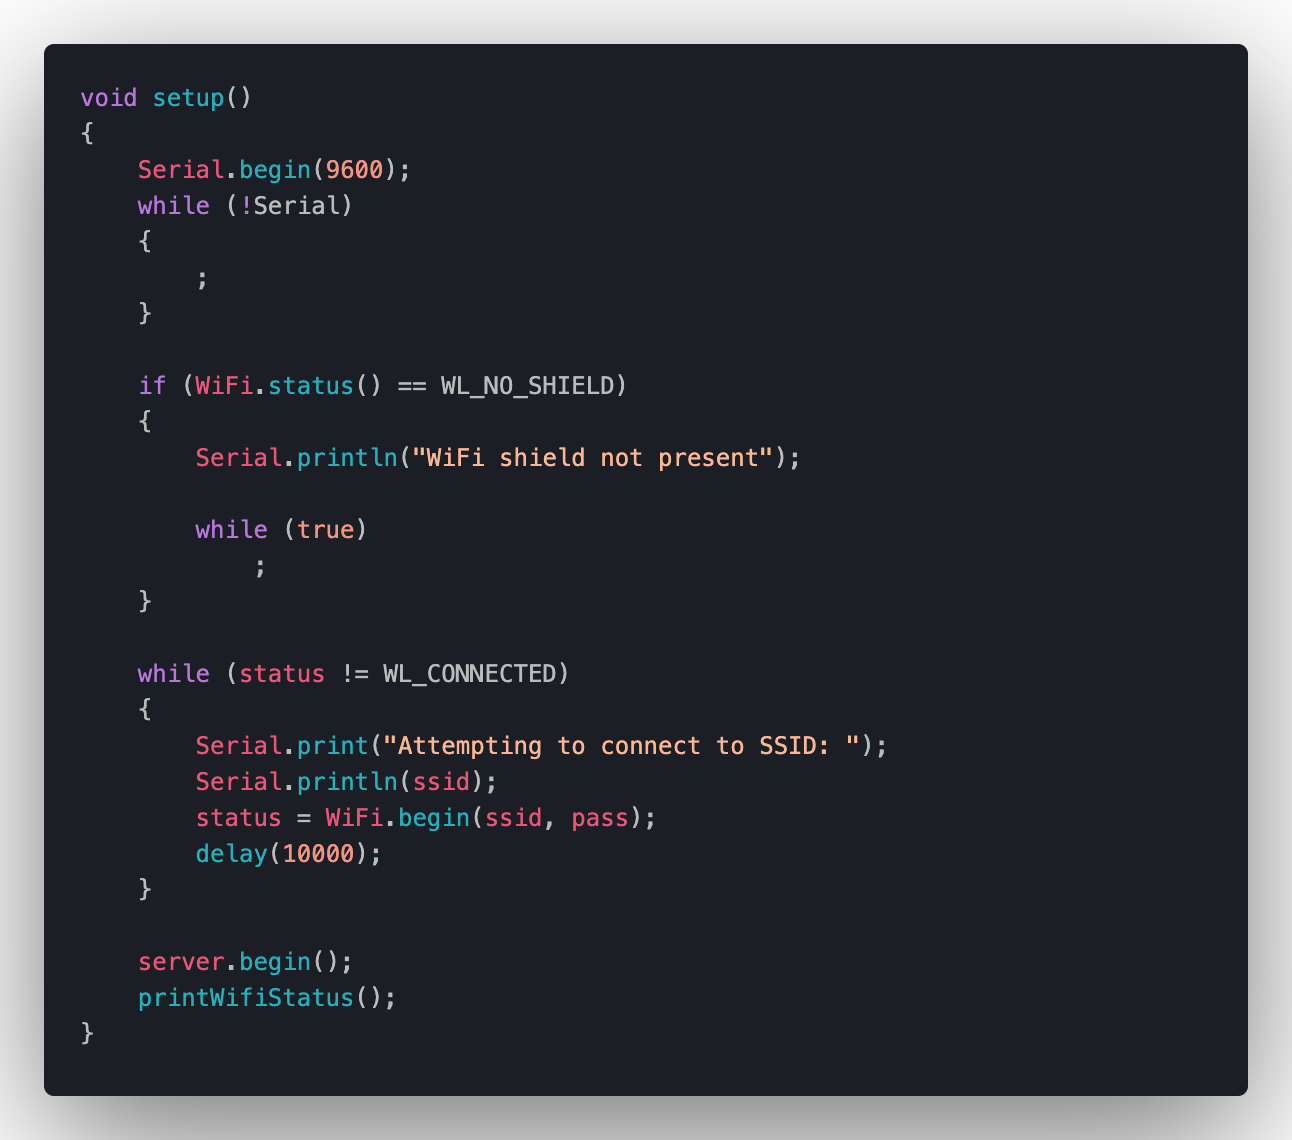 void setup()
{
    Serial.begin(9600);
    while (!Serial)
    {
        ;
    }

    if (WiFi.status() == WL_NO_SHIELD)
    {
        Serial.println("WiFi shield not present");

        while (true)
            ;
    }

    while (status != WL_CONNECTED)
    {
        Serial.print("Attempting to connect to SSID: ");
        Serial.println(ssid);
        status = WiFi.begin(ssid, pass);
        delay(10000);
    }

    server.begin();
    printWifiStatus();
}